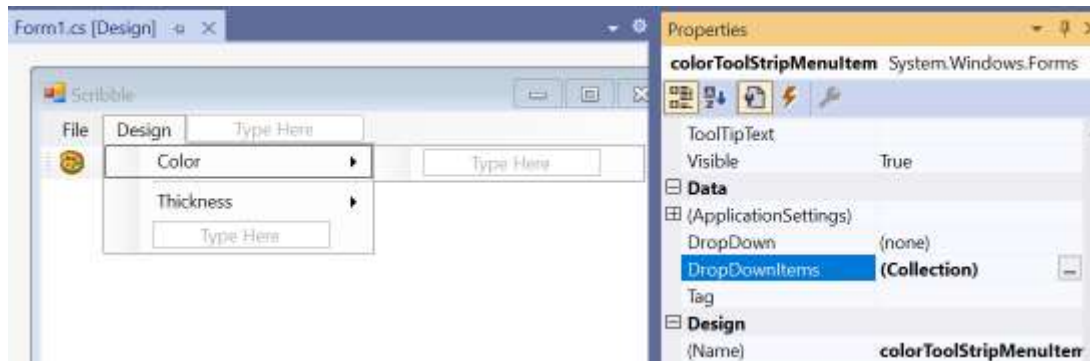 Form1.cs [Design]
Scribble
File Design Type Here
Color Type Here
Thickness
Type Here
Properties
colorToolStripMenuItem System.Windows.Forms
ToolTipText
Visible True
Data
(ApplicationSettings)
DropDown (none)
DropDownItems (Collection) ...
Tag
Design
(Name) colorToolStripMenuItem